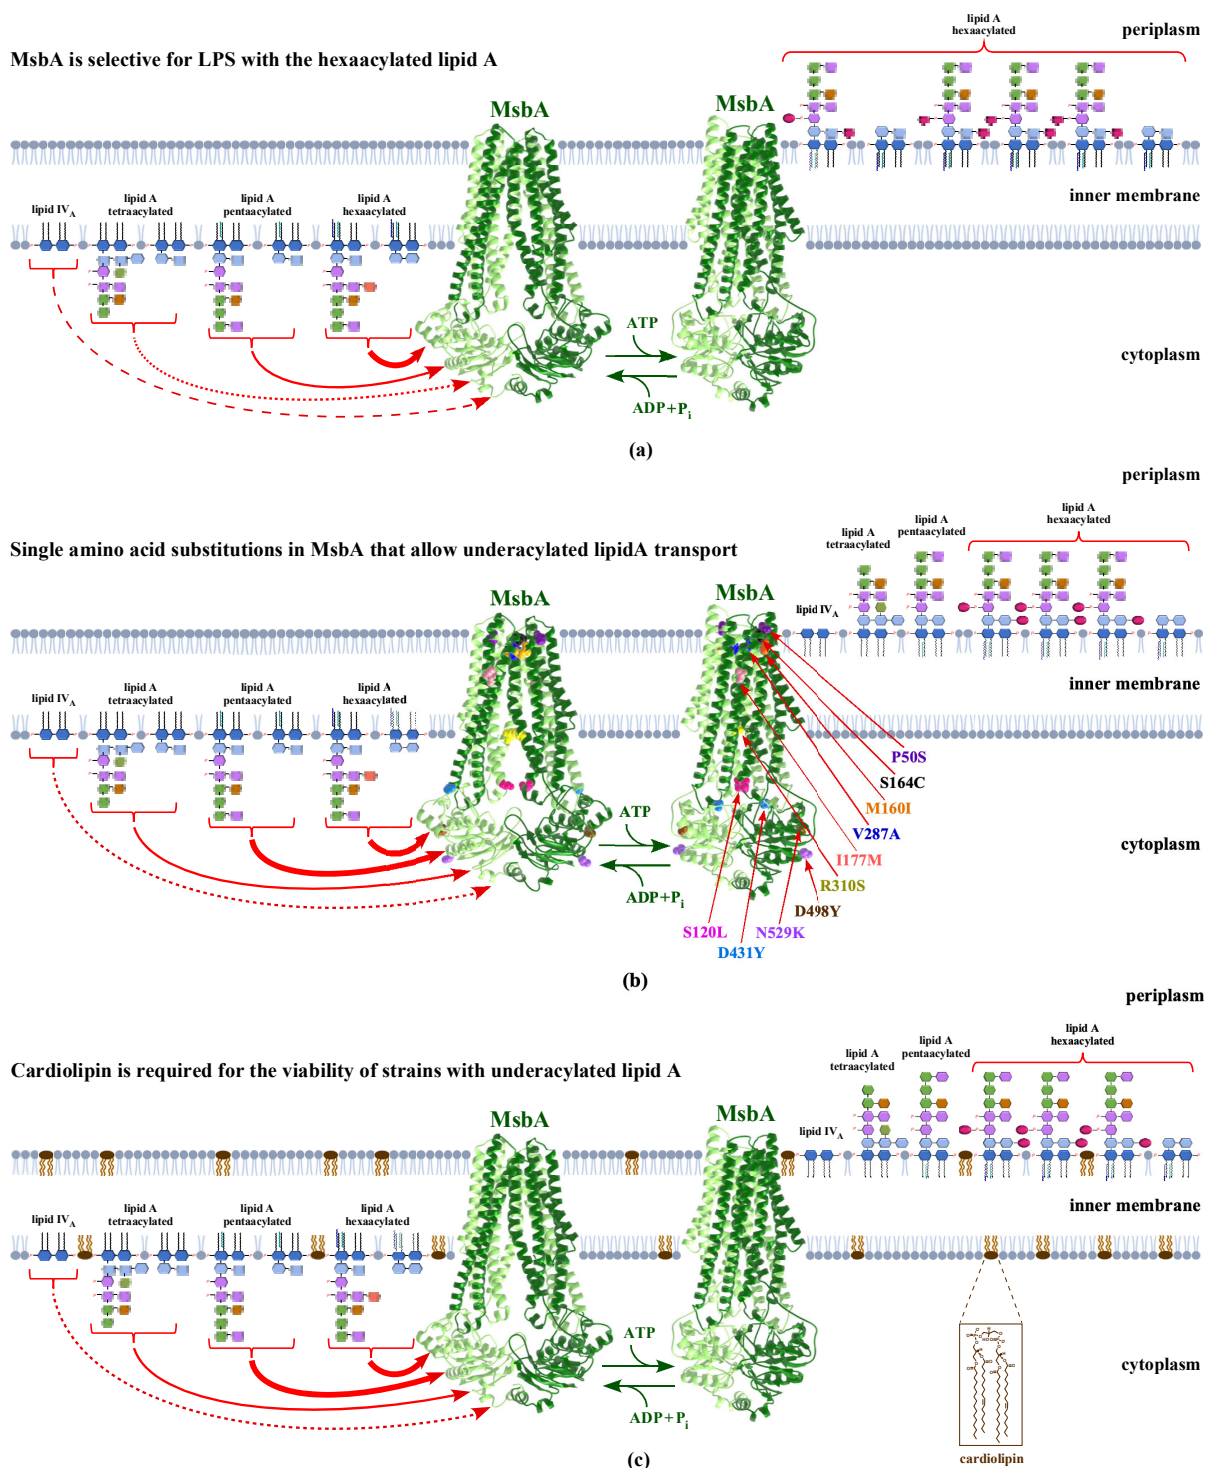 periplasm
lipid A
hexaacylated
MsbA is selective for LPS with the hexaacylated lipid A
MsbA
MsbA
inner membrane
lipid IVA
lipid A
tetraacylated
lipid A
pentaacylated
lipid A
hexaacylated
ATP
ADP+Pi
cytoplasm
(a)
periplasm
Single amino acid substitutions in MsbA that allow underacylated lipidA transport
lipid A
tetraacylated
lipid A
pentaacylated
lipid A
hexaacylated
MsbA
MsbA
lipid IVA
inner membrane
lipid IVA
lipid A
tetraacylated
lipid A
pentaacylated
lipid A
hexacylated
P50S
S164C
M160I
V287A
I177M
R310S
D498Y
N529K
S120L
D431Y
ATP
ADP+Pi
cytoplasm
(b)
periplasm
Cardiolipin is required for the viability of strains with underacylated lipid A
lipid A
tetraacylated
lipid A
pentaacylated
lipid A
hexaacylated
MsbA
MsbA
lipid IVA
inner membrane
lipid IVA
lipid A
tetraacylated
lipid A
pentaacylated
lipid A
hexaacylated
ATP
ADP+Pi
cytoplasm
cardiolipin
(c)